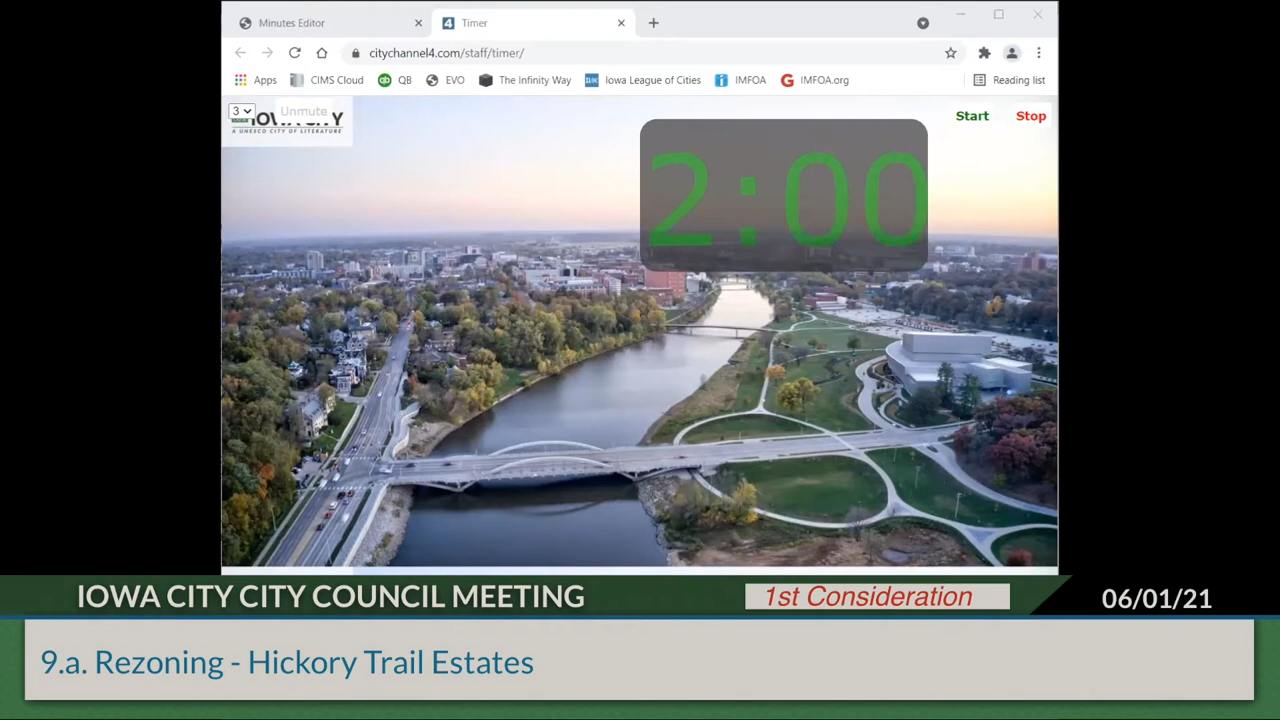 Minutes Editor
Timer
citychannel4.com/staff/timer/
Apps CIMS Cloud QB EVO The Infinity Way Iowa League of Cities IMFOA IMFOA.org Reading list
3 Unmute
IOWA CITY
A UNESCO CITY OF LITERATURE
Start Stop
2:00
IOWA CITY CITY COUNCIL MEETING
1st Consideration
06/01/21
9.a. Rezoning - Hickory Trail Estates